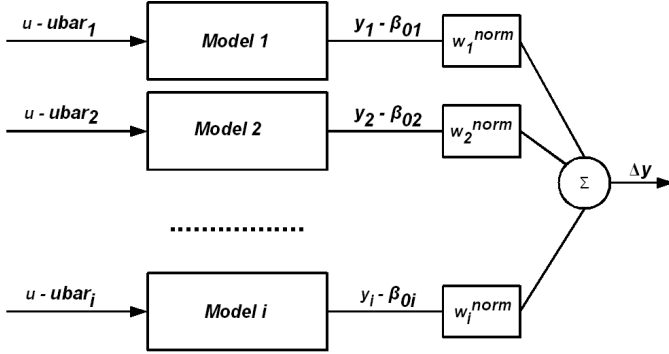 u - ubar₁ Model 1 y₁ - β₀₁ w₁ⁿᵒʳᵐ
u - ubar₂ Model 2 y₂ - β₀₂ w₂ⁿᵒʳᵐ
Σ Δy
u - ubarᵢ Model i yᵢ - β₀ᵢ wᵢⁿᵒʳᵐ